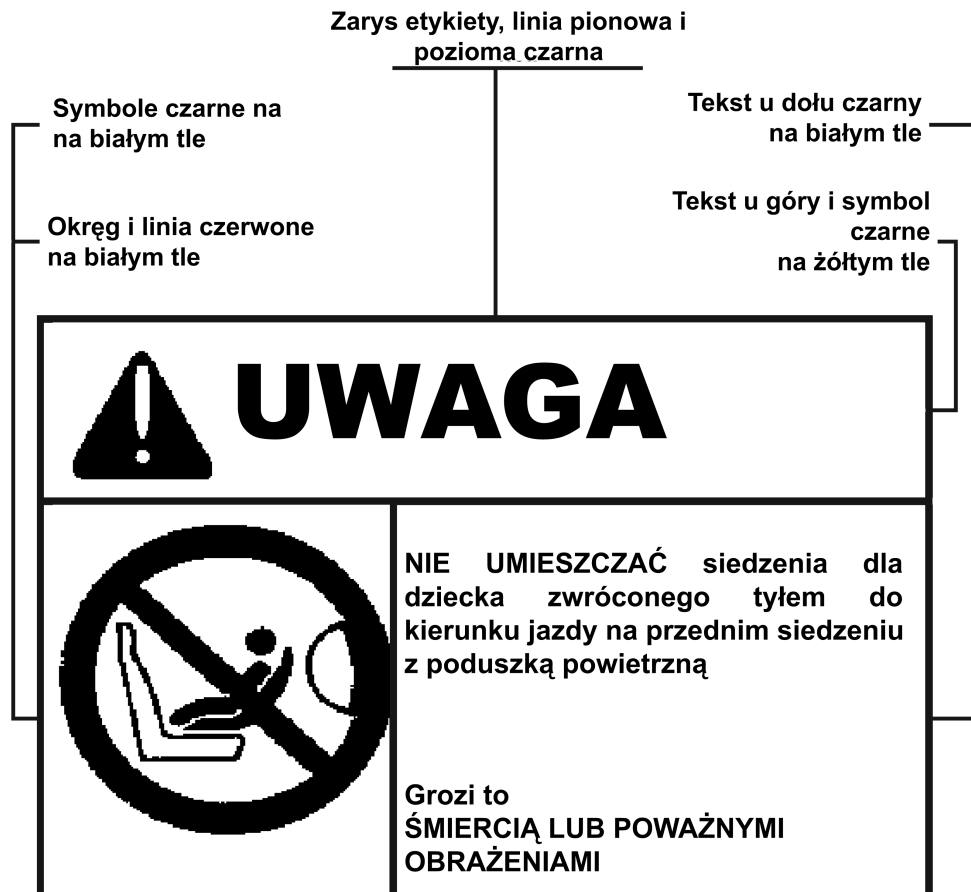 Zarys etykiety, linia pionowa i
pozioma czarna
Symbole czarne na
na białym tle
Tekst u dołu czarny
na białym tle
Okręg i linia czerwone
na białym tle
Tekst u góry i symbol
czarne
na żółtym tle
UWAGA
NIE UMIESZCZAĆ siedzenia dla
dziecka zwróconego tyłem do
kierunku jazdy na przednim siedzeniu
z poduszką powietrzną
Grozi to
ŚMIERCIĄ LUB POWAŻNYMI
OBRAŻENIAMI